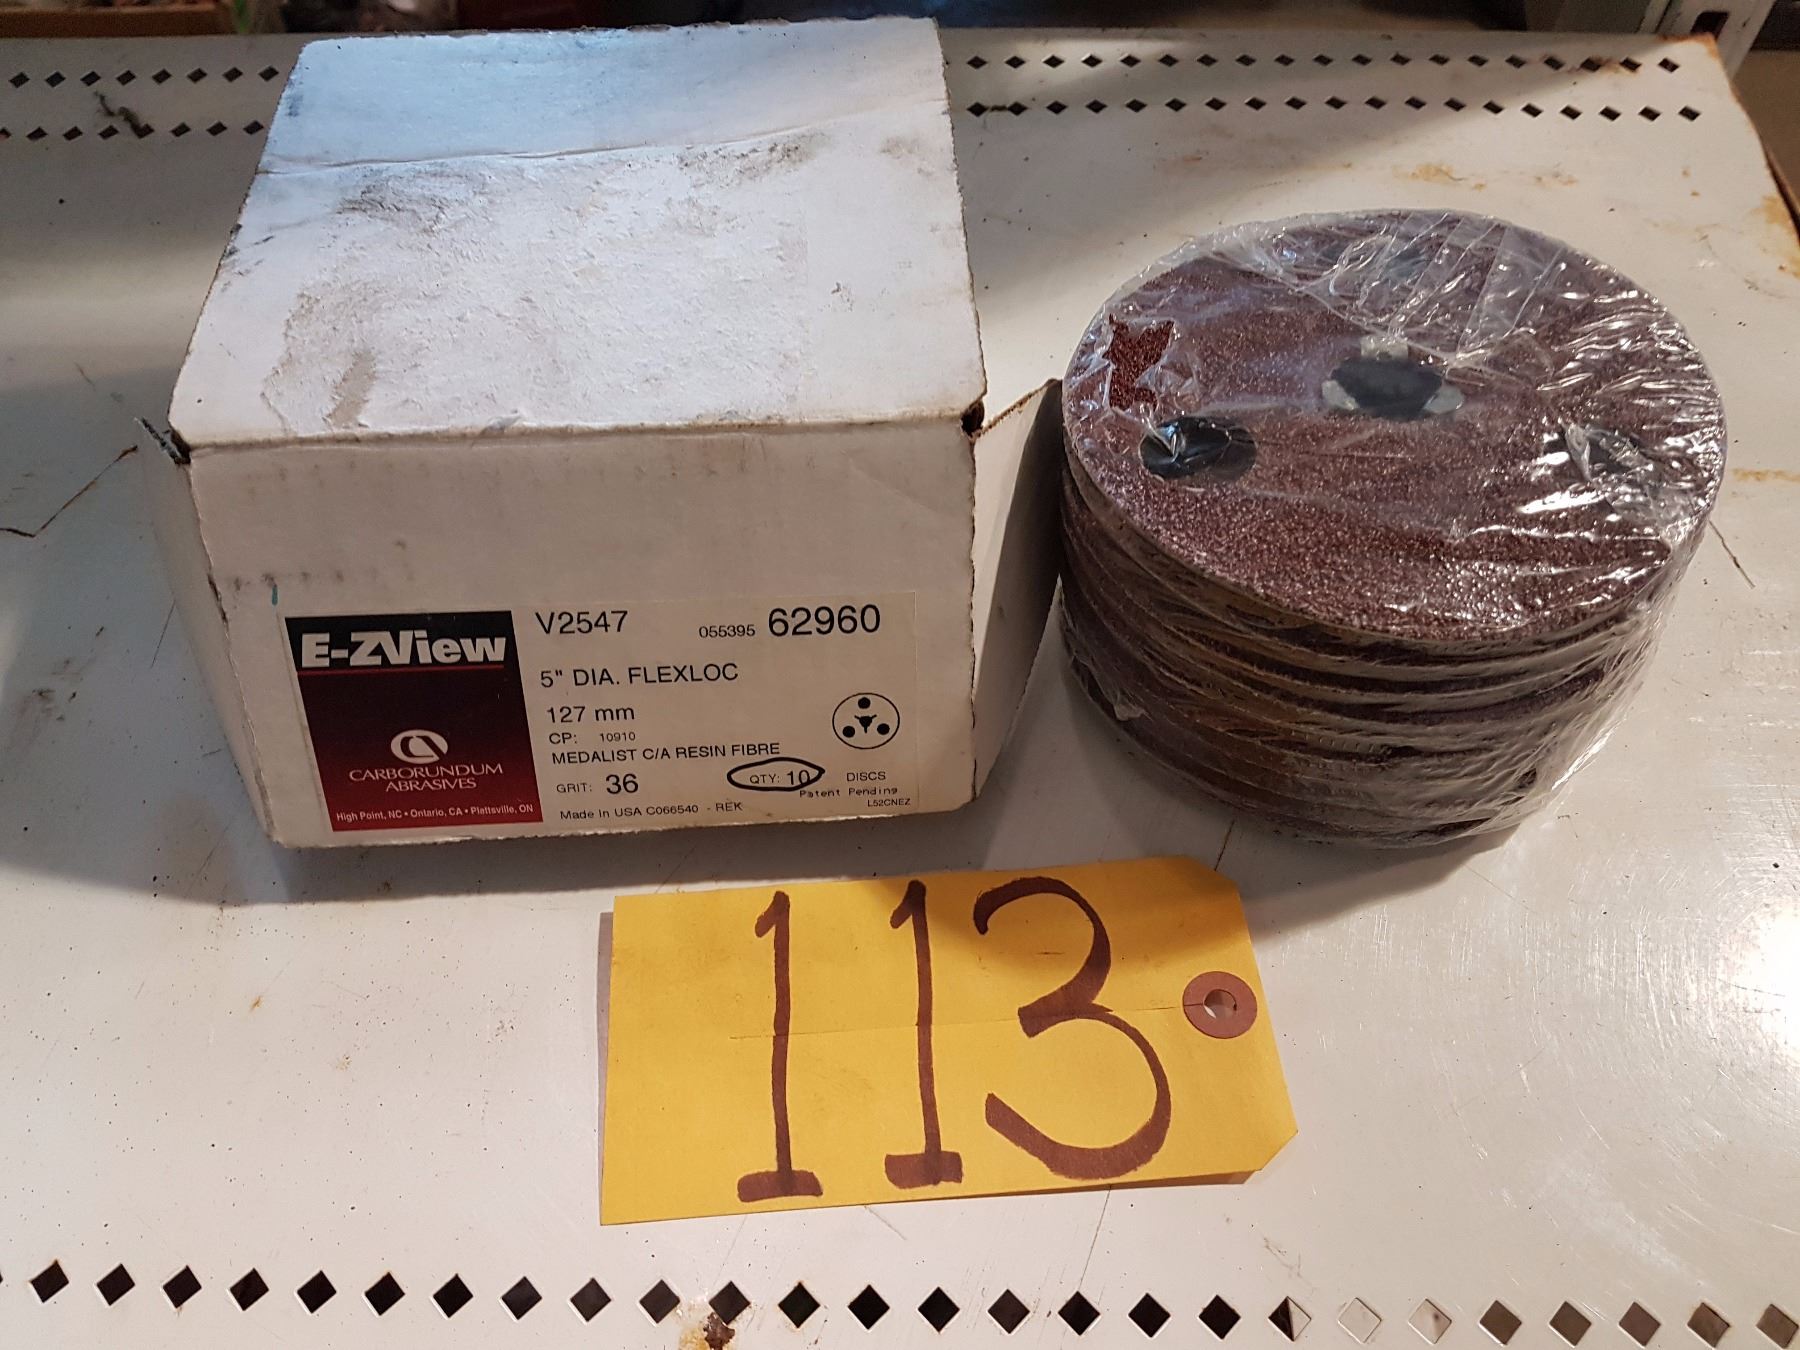 E-ZView
CARBORUNDUM
ABRASIVES
High Point, NC • Ontario, CA • Plattsville, ON
V2547
055395 62960
5" DIA. FLEXLOC
127 mm
CP: 10910
MEDALIST C/A RESIN FIBRE
GRIT: 36
QTY: 10 DISCS
Patent Pending
Made In USA C066540 - REK
L52CNEZ
113